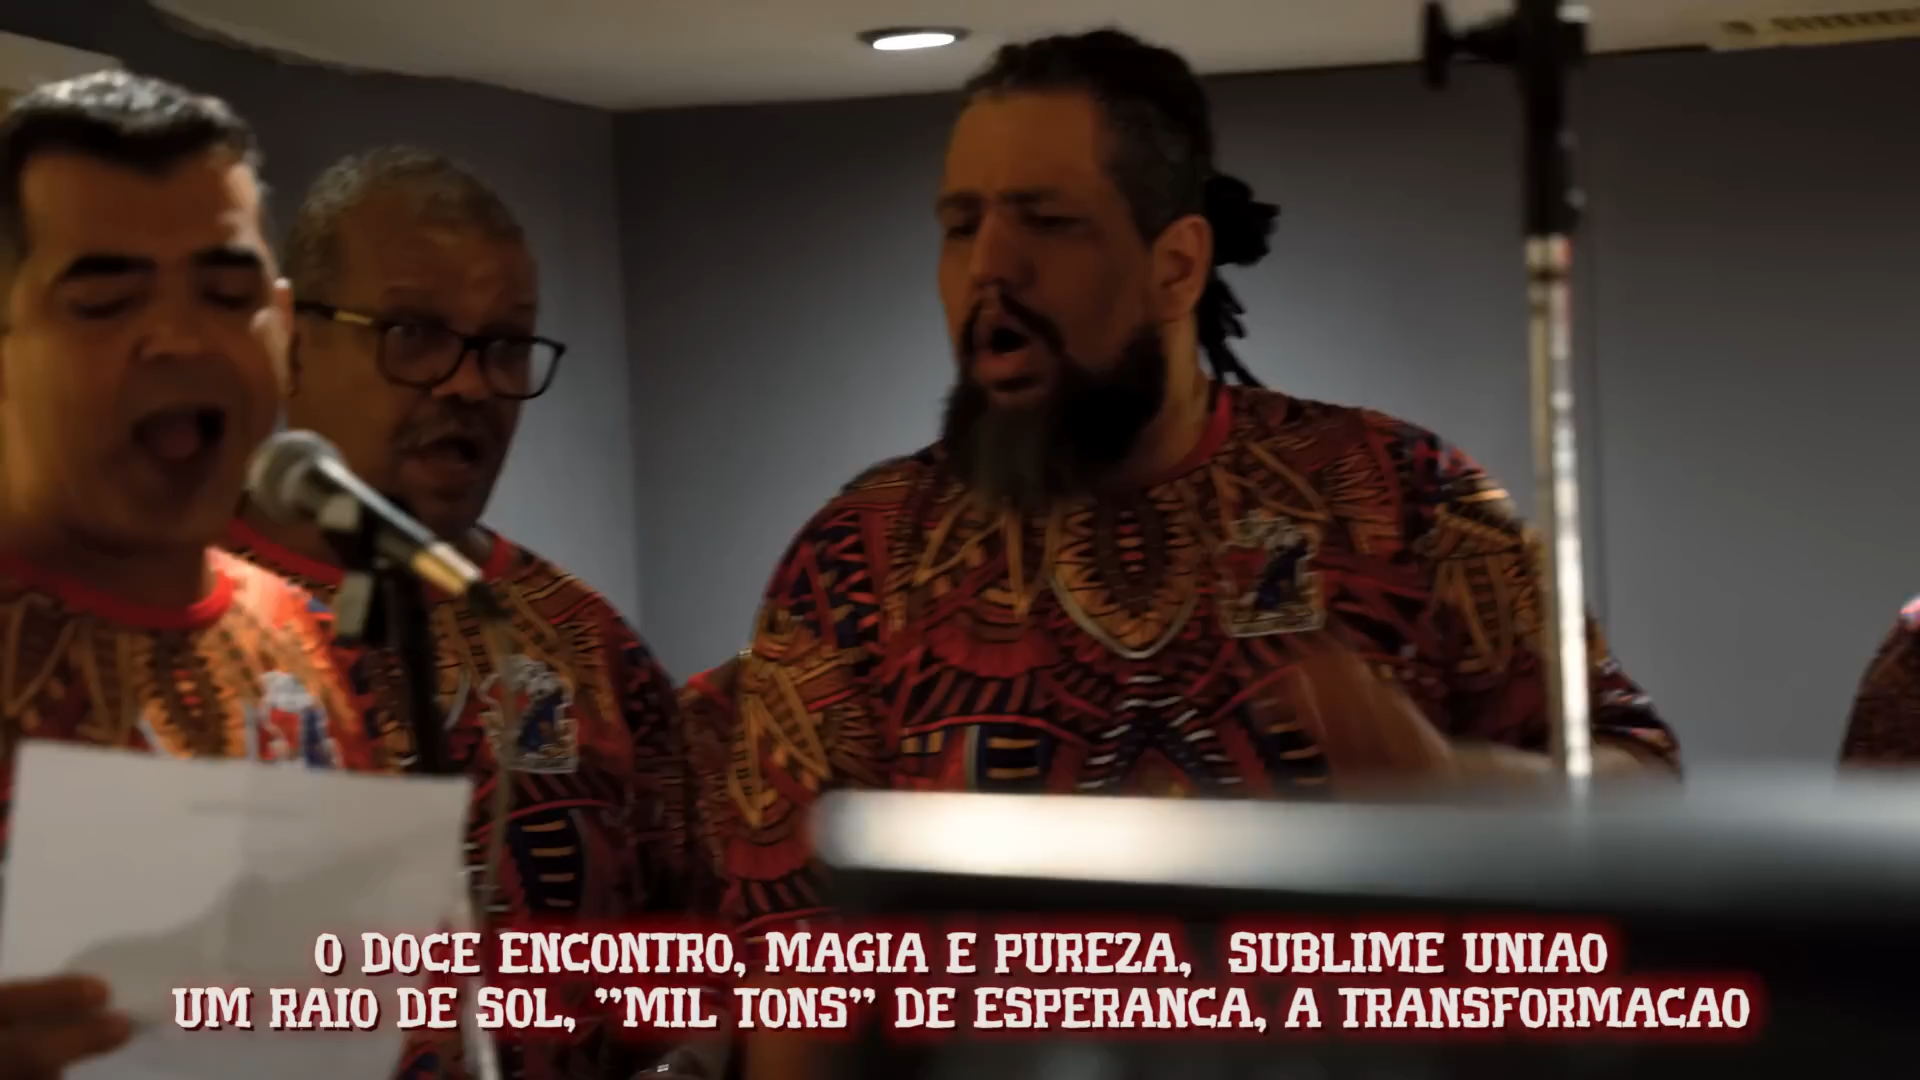 O DOCE ENCONTRO, MAGIA E PUREZA, SUBLIME UNIAO
UM RAIO DE SOL, "MIL TONS" DE ESPERANCA, A TRANSFORMACAO